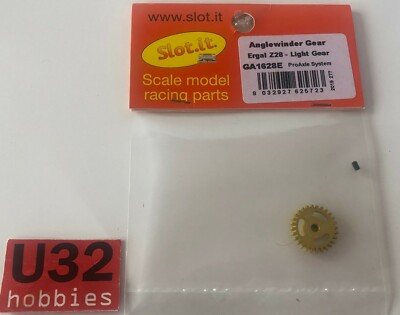 www.slot.it
Slot.it.
Scale model
racing parts
Anglewinder Gear
Ergal Z28 - Light Gear
GA1628E ProAxle System
8 032927 625723
U32
hobbies